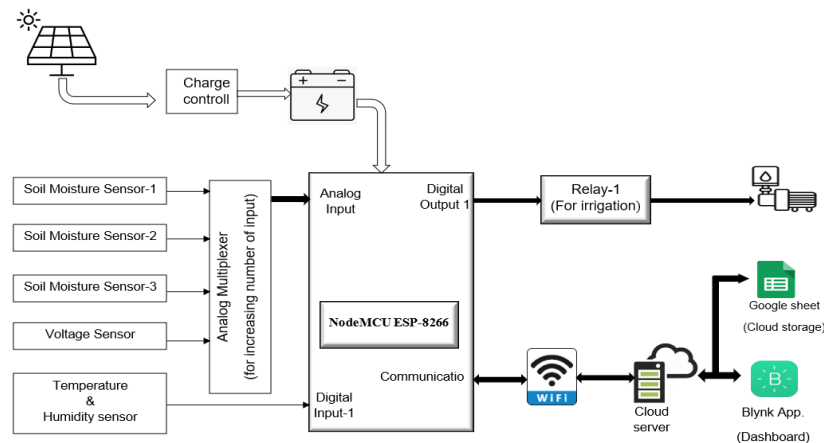 Charge
controll
+ −
Soil Moisture Sensor-1
Soil Moisture Sensor-2
Soil Moisture Sensor-3
Voltage Sensor
Temperature
&
Humidity sensor
Analog Multiplexer
(for increasing number of input)
Analog
Input
Digital
Output 1
NodeMCU ESP-8266
Communicatio
Digital
Input-1
Relay-1
(For irrigation)
WiFi
Cloud
server
Google sheet
(Cloud storage)
B
Blynk App.
(Dashboard)